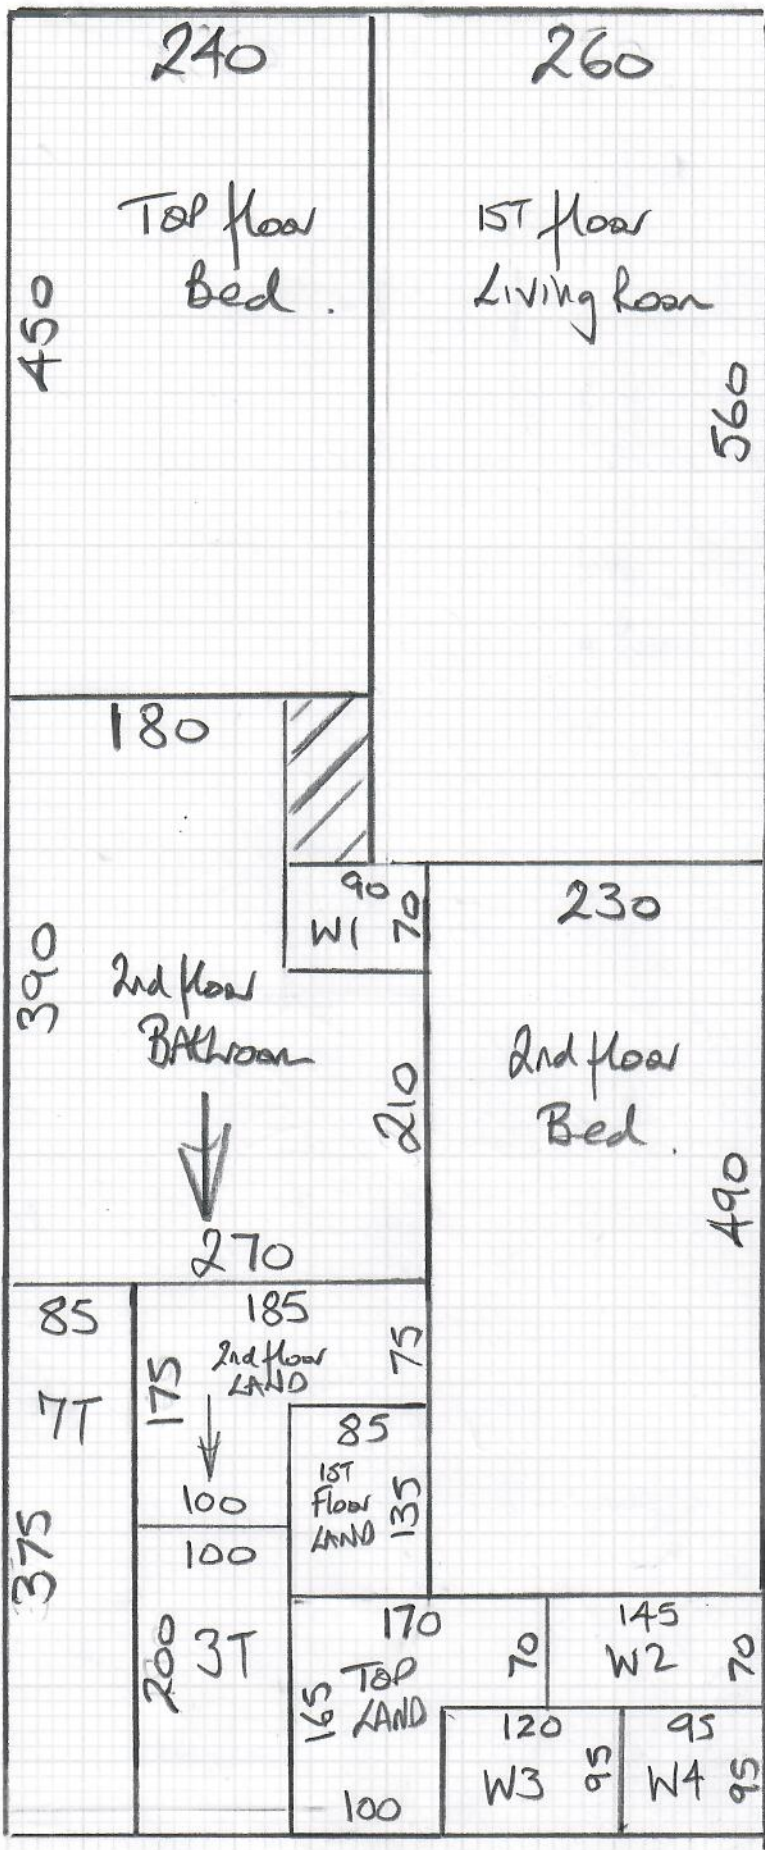 240
Top floor
Bed.
450
260
1ST floor
Living Room
560
180
390
2nd floor
BAthroom
210
270
90
W1
70
230
2nd floor
Bed.
490
85
7T
375
185
2nd floor
LAND
75
175
100
85
1ST
Floor
LAND
135
100
200
3T
170
TOP
LAND
70
165
100
145
W2
70
120
W3
95
95
W4
95